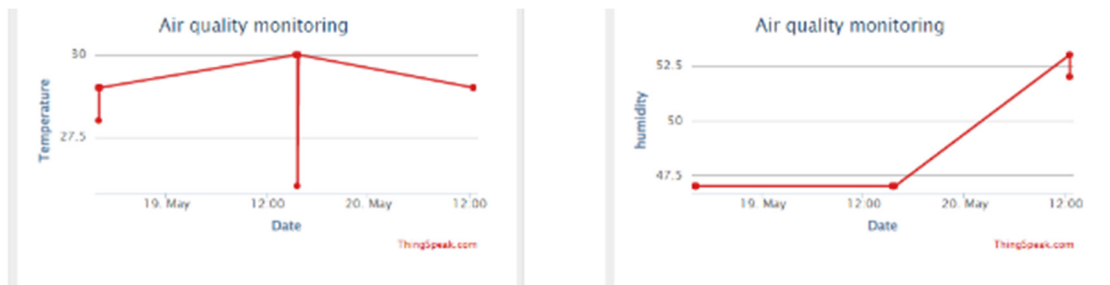 Air quality monitoring
30
27.5
Temperature
19. May
12:00
20. May
12:00
Date
ThingSpeak.com
Air quality monitoring
52.5
50
47.5
humidity
19. May
12:00
20. May
12:00
Date
ThingSpeak.com